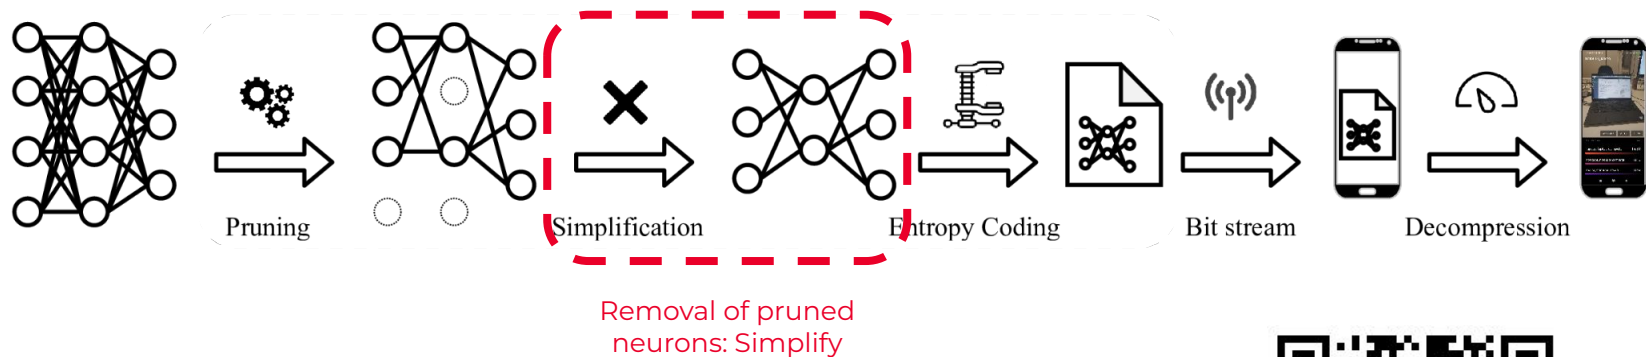 Pruning
Simplification
Entropy Coding
Bit stream
Decompression
Removal of pruned
neurons: Simplify